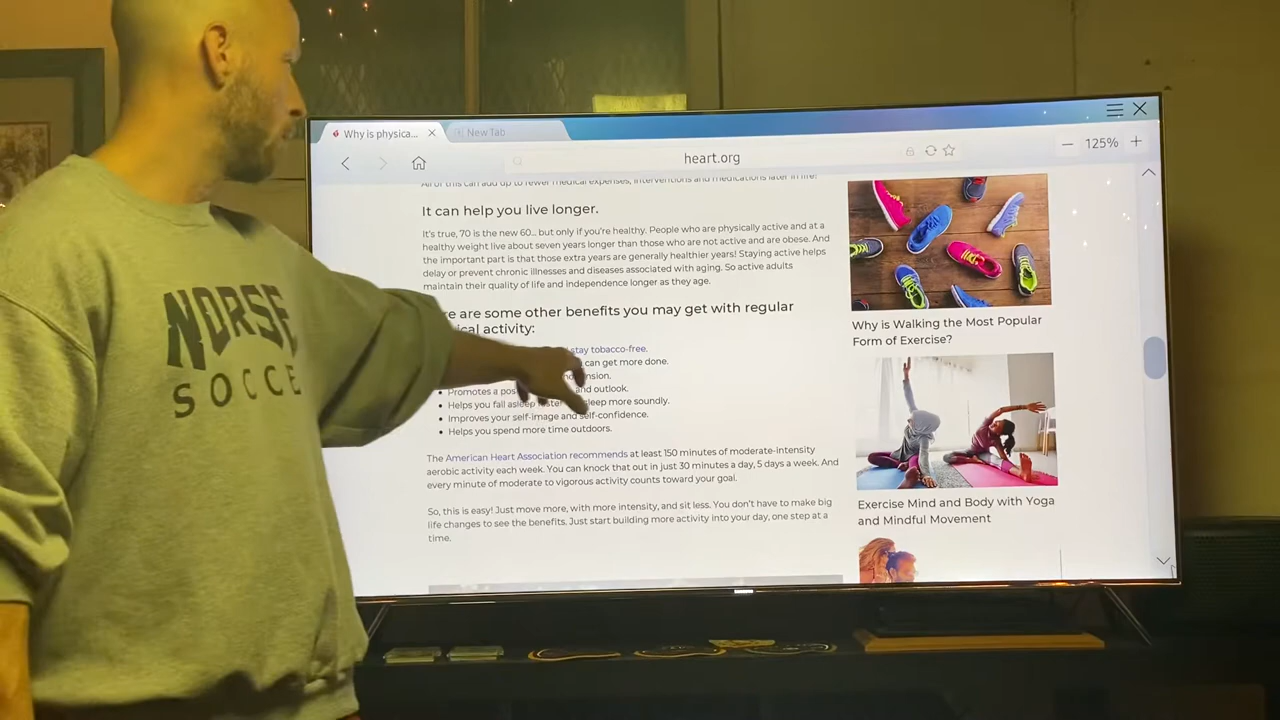 Why is physica...
New Tab
heart.org
125%
All of this can add up to fewer medical expenses, interventions and medications later in life!
It can help you live longer.
It's true, 70 is the new 60... but only if you're healthy. People who are physically active and at a
healthy weight live about seven years longer than those who are not active and are obese. And
the important part is that those extra years are generally healthier years! Staying active helps
delay or prevent chronic illnesses and diseases associated with aging. So active adults
maintain their quality of life and independence longer as they age.
re are some other benefits you may get with regular
ical activity:
stay tobacco-free.
can get more done.
nsion.
• Promotes a pos and outlook.
• Helps you fall asleep faster sleep more soundly.
• Improves your self-image and self-confidence.
• Helps you spend more time outdoors.
The American Heart Association recommends at least 150 minutes of moderate-intensity
aerobic activity each week. You can knock that out in just 30 minutes a day, 5 days a week. And
every minute of moderate to vigorous activity counts toward your goal.
So, this is easy! Just move more, with more intensity, and sit less. You don't have to make big
life changes to see the benefits. Just start building more activity into your day, one step at a
time.
Why is Walking the Most Popular
Form of Exercise?
Exercise Mind and Body with Yoga
and Mindful Movement
NORSE
SOCCE